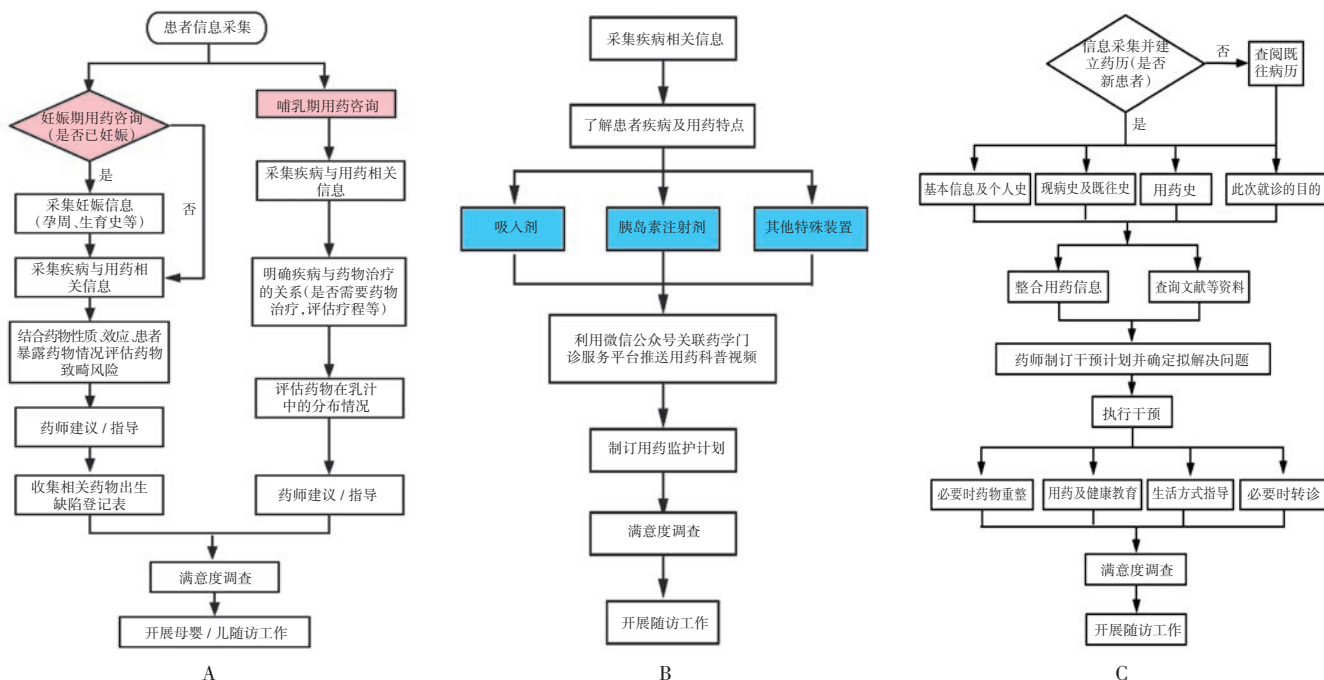 患者信息采集
妊娠期用药咨询
（是否已妊娠）
哺乳期用药咨询
是
否
采集妊娠信息
（孕周、生育史等）
采集疾病与用药相关
信息
采集疾病与用药相
关信息
明确疾病与药物治疗
的关系（是否需要药物
治疗，评估疗程等）
结合药物性质、效应、患者
暴露药物情况评估药物
致畸风险
评估药物在乳汁
中的分布情况
药师建议 / 指导
收集相关药物出生
缺陷登记表
药师建议 / 指导
满意度调查
开展母婴 / 儿随访工作
A
采集疾病相关信息
了解患者疾病及用药特点
吸入剂
胰岛素注射剂
其他特殊装置
利用微信公众号关联药学门
诊服务平台推送用药科普视频
制订用药监护计划
满意度调查
开展随访工作
B
信息采集并建
立药历（是否
新患者）
否
查阅既
往病历
是
基本信息及个人史
现病史及既往史
用药史
此次就诊的目的
整合用药信息
查询文献等资料
药师制订干预计划并确定拟解决问题
执行干预
必要时药物重整
用药及健康教育
生活方式指导
必要时转诊
满意度调查
开展随访工作
C